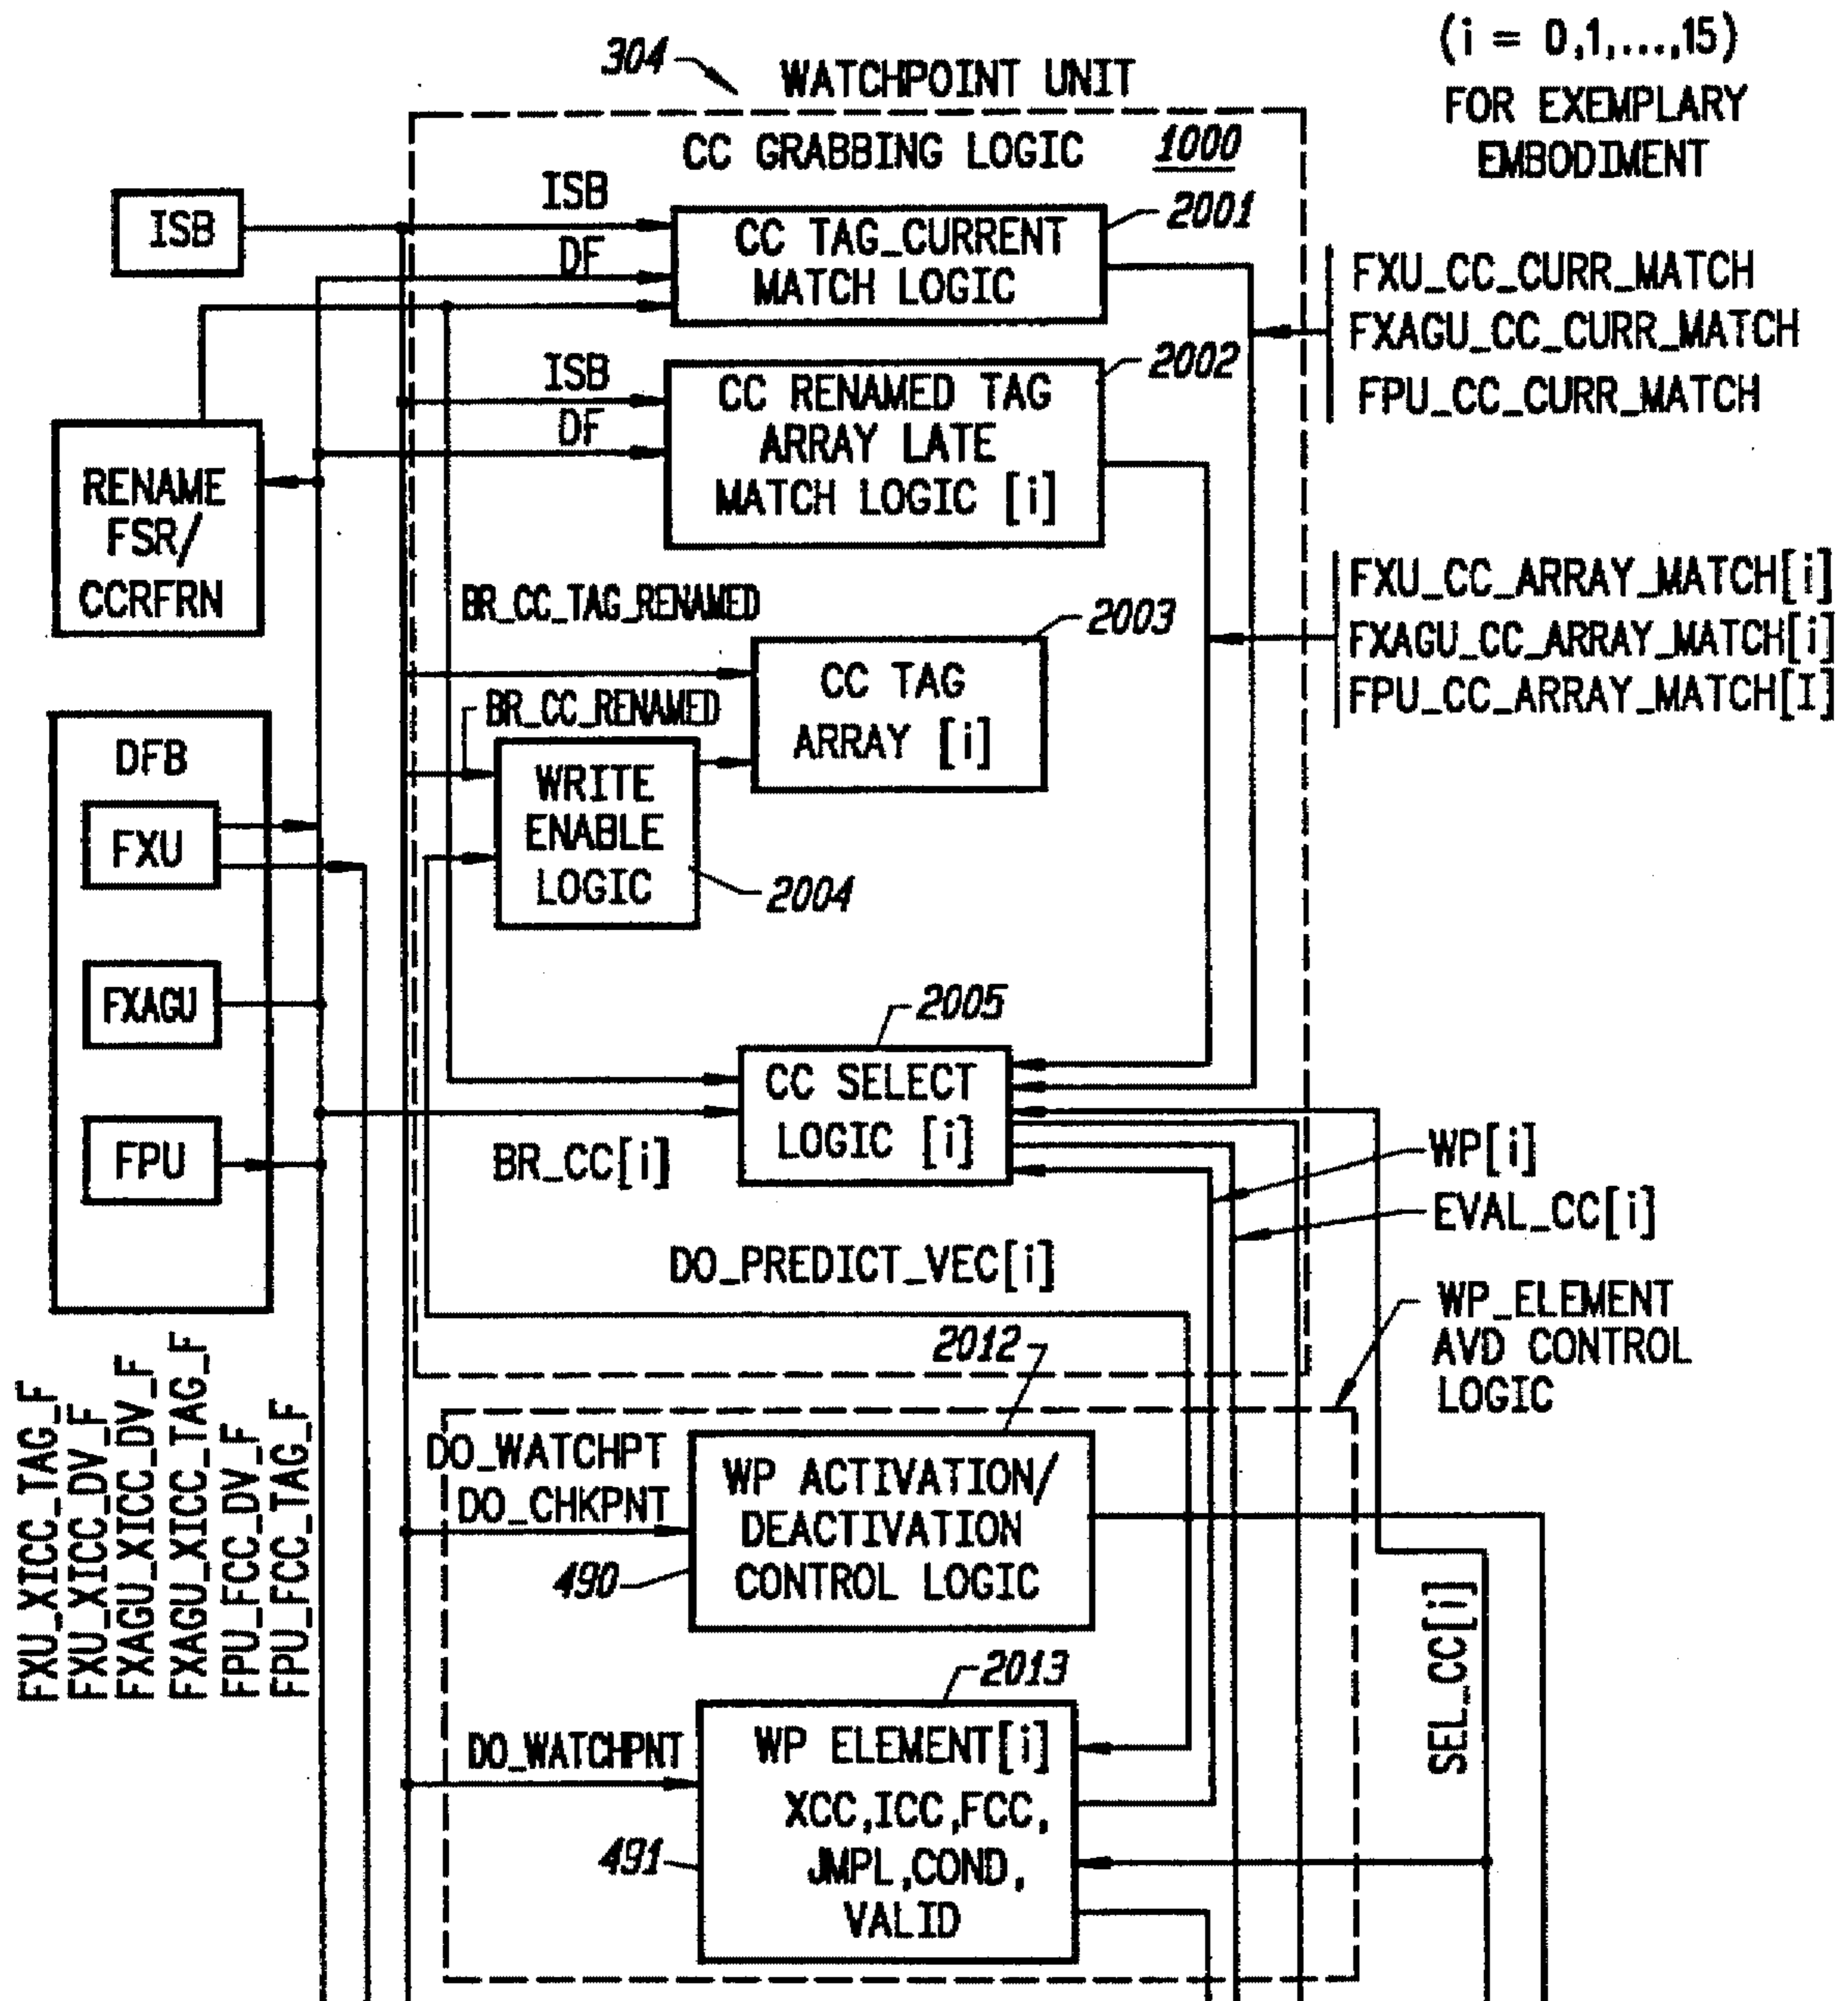 (i = 0,1,...,15)
FOR EXEMPLARY
EMBODIMENT
304
WATCHPOINT UNIT
CC GRABBING LOGIC 1000
ISB
ISB
DF
CC TAG_CURRENT
MATCH LOGIC
2001
FXU_CC_CURR_MATCH
FXAGU_CC_CURR_MATCH
FPU_CC_CURR_MATCH
ISB
DF
CC RENAMED TAG
ARRAY LATE
MATCH LOGIC [i]
2002
RENAME
FSR/
CCRFRN
FXU_CC_ARRAY_MATCH[i]
FXAGU_CC_ARRAY_MATCH[i]
FPU_CC_ARRAY_MATCH[I]
BR_CC_TAG_RENAMED
2003
CC TAG
ARRAY [i]
BR_CC_RENAMED
WRITE
ENABLE
LOGIC
2004
DFB
FXU
FXAGU
FPU
2005
CC SELECT
LOGIC [i]
BR_CC[i]
WP[i]
EVAL_CC[i]
DO_PREDICT_VEC[i]
WP_ELEMENT
AVD CONTROL
LOGIC
2012
DO_WATCHPT
DO_CHKPNT
WP ACTIVATION/
DEACTIVATION
CONTROL LOGIC
490
FXU_XICC_TAG_F
FXU_XICC_DV_F
FXAGU_XICC_DV_F
FXAGU_XICC_TAG_F
FPU_FCC_DV_F
FPU_FCC_TAG_F
SEL_CC[i]
2013
DO_WATCHPNT
WP ELEMENT[i]
XCC,ICC,FCC,
JMPL,COND,
VALID
491